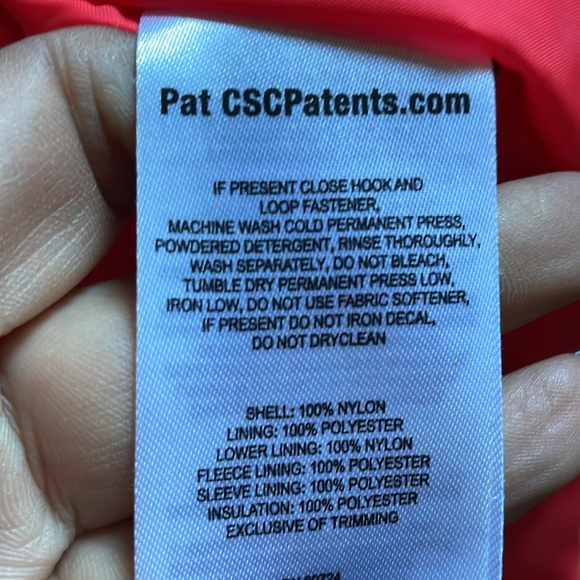 Pat CSCPatents.com
IF PRESENT CLOSE HOOK AND
LOOP FASTENER,
MACHINE WASH COLD PERMANENT PRESS,
POWDERED DETERGENT, RINSE THOROUGHLY,
WASH SEPARATELY, DO NOT BLEACH,
TUMBLE DRY PERMANENT PRESS LOW,
IRON LOW, DO NOT USE FABRIC SOFTENER,
IF PRESENT DO NOT IRON DECAL,
DO NOT DRYCLEAN
SHELL: 100% NYLON
LINING: 100% POLYESTER
LOWER LINING: 100% NYLON
FLEECE LINING: 100% POLYESTER
SLEEVE LINING: 100% POLYESTER
INSULATION: 100% POLYESTER
EXCLUSIVE OF TRIMMING